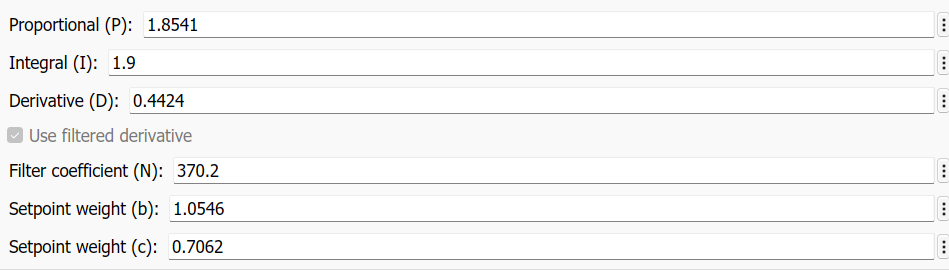 Proportional (P): 1.8541
Integral (I): 1.9
Derivative (D): 0.4424
Use filtered derivative
Filter coefficient (N): 370.2
Setpoint weight (b): 1.0546
Setpoint weight (c): 0.7062